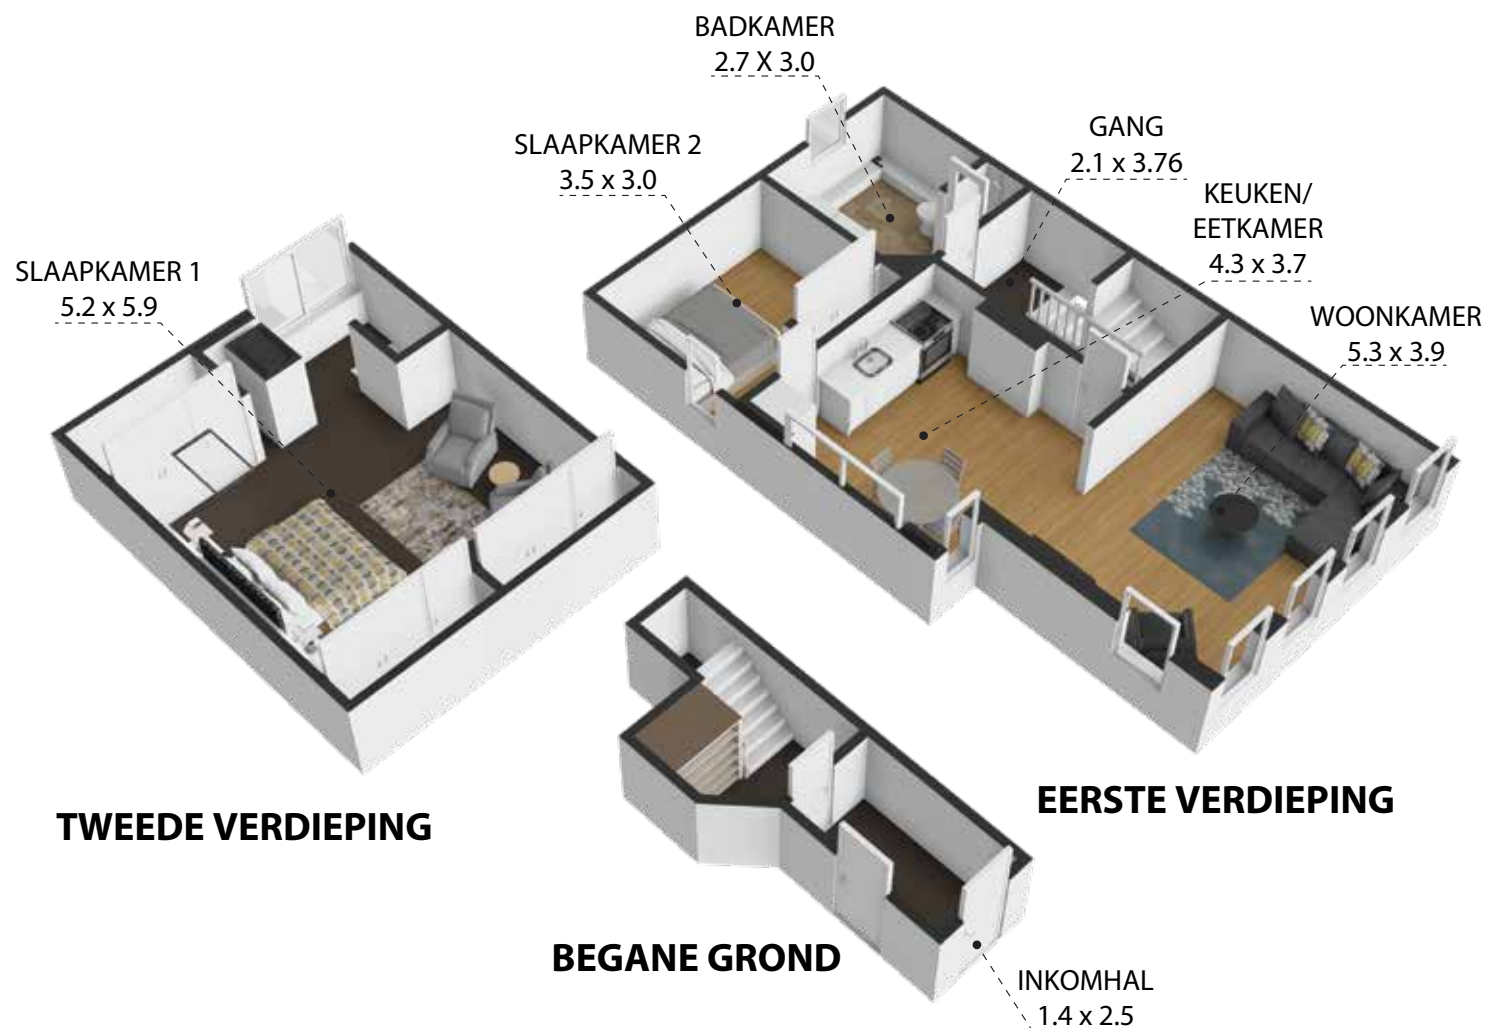 BADKAMER
2.7 X 3.0
SLAAPKAMER 2
3.5 x 3.0
GANG
2.1 x 3.76
KEUKEN/
EETKAMER
4.3 x 3.7
SLAAPKAMER 1
5.2 x 5.9
WOONKAMER
5.3 x 3.9
TWEEDE VERDIEPING
EERSTE VERDIEPING
BEGANE GROND
INKOMHAL
1.4 x 2.5